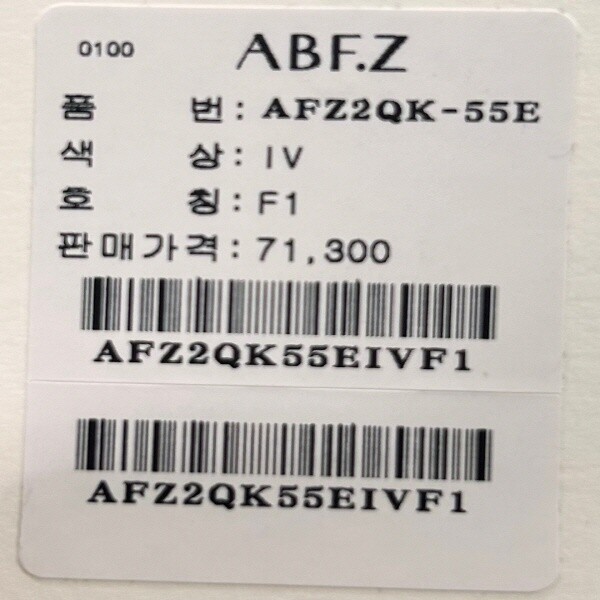 0100 ABF.Z
품 번: AFZ2QK-55E
색 상: IV
호 칭: F1
판매가격: 71,300
AFZ2QK55EIVF1
AFZ2QK55EIVF1